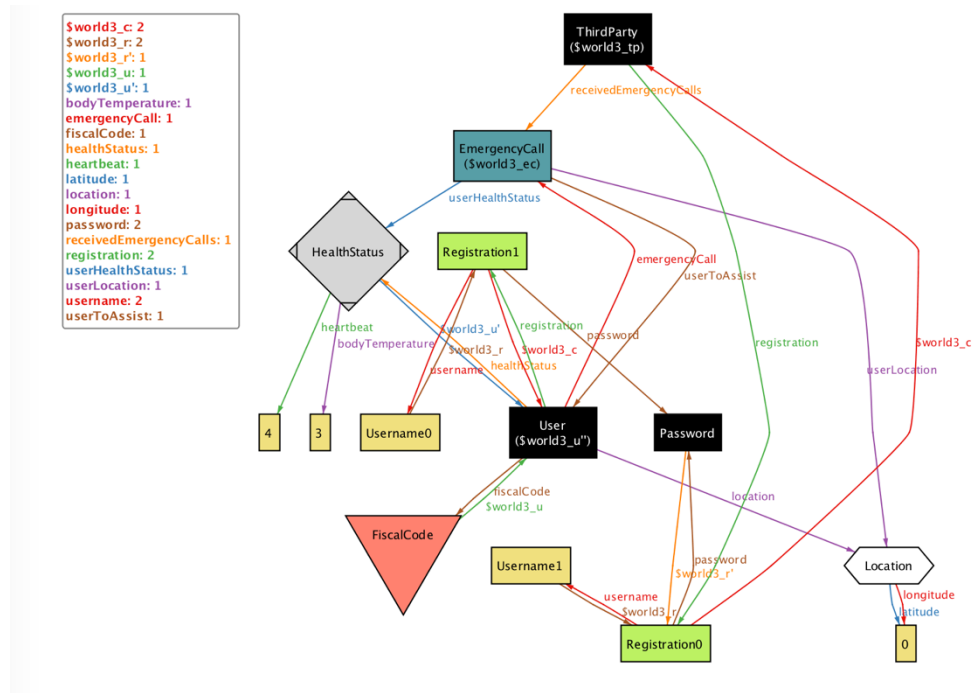 $world3_c: 2
$world3_r: 2
$world3_r': 1
$world3_u: 1
$world3_u': 1
bodyTemperature: 1
emergencyCall: 1
fiscalCode: 1
healthStatus: 1
heartbeat: 1
latitude: 1
location: 1
longitude: 1
password: 2
receivedEmergencyCalls: 1
registration: 2
userHealthStatus: 1
userLocation: 1
username: 2
userToAssist: 1
ThirdParty
($world3_tp)
receivedEmergencyCalls
EmergencyCall
($world3_ec)
userHealthStatus
HealthStatus
Registration1
emergencyCall
userToAssist
heartbeat
bodyTemperature
$world3_u'
$world3_r
username
registration
$world3_c
healthStatus
password
registration
$world3_c
userLocation
4
3
Username0
User
($world3_u'')
Password
fiscalCode
$world3_u
location
FiscalCode
Username1
password
$world3_r'
Location
username
$world3_r
longitude
latitude
Registration0
0